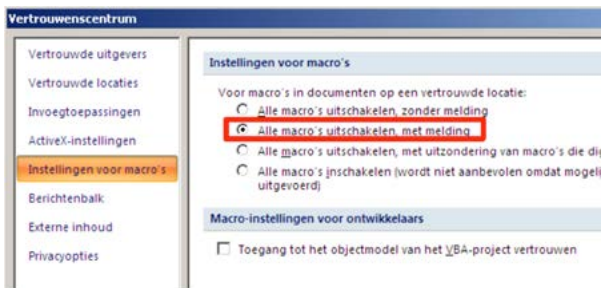 Vertrouwenscentrum
Vertrouwde uitgevers
Vertrouwde locaties
Invoegtoepassingen
ActiveX-instellingen
Instellingen voor macro's
Berichtenbalk
Externe inhoud
Privacyopties
Instellingen voor macro's
Voor macro's in documenten op een vertrouwde locatie:
Alle macro's uitschakelen, zonder melding
Alle macro's uitschakelen, met melding
Alle macro's uitschakelen, met uitzondering van macro's die
Alle macro's inschakelen (wordt niet aanbevolen omdat
uitgevoerd)
Macro-instellingen voor ontwikkelaars
Toegang tot het objectmodel van het VBA-project vertrouwen